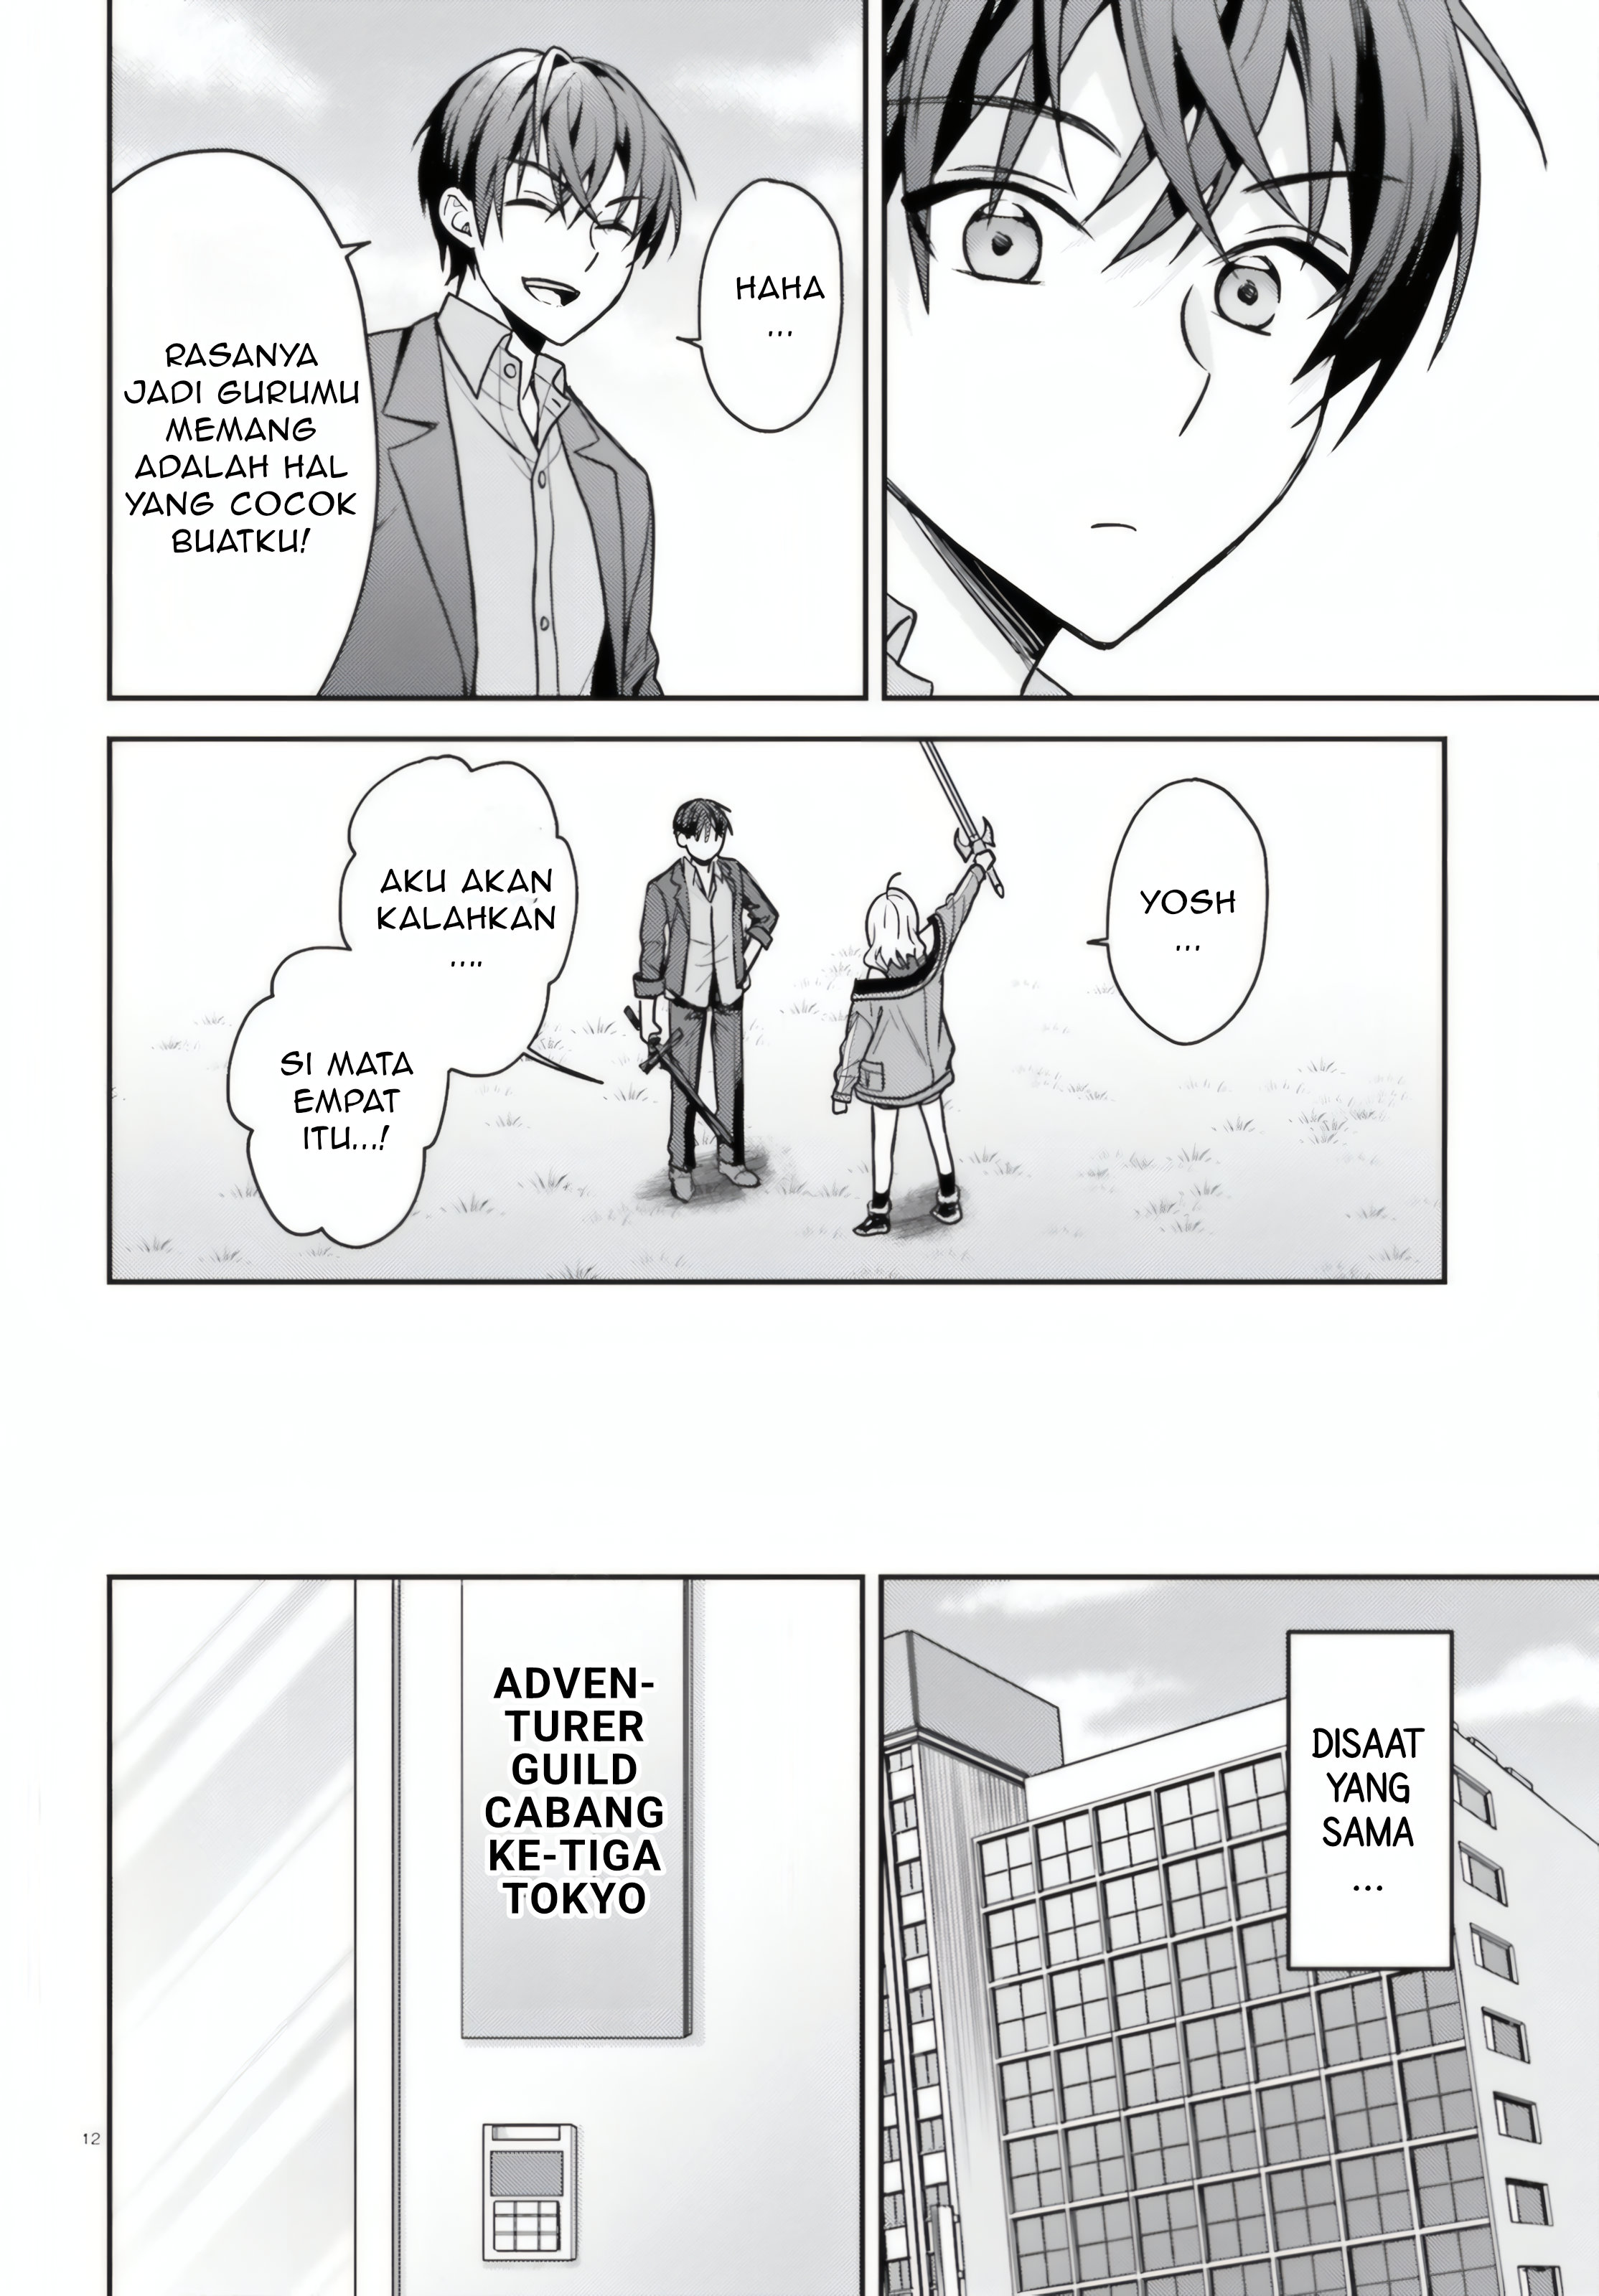 HAHA
...
RASANYA
JADI GURUMU
MEMANG
ADALAH HAL
YANG COCOK
BUATKU!
YOSH
...
AKU AKAN
KALAHKAN
....
SI MATA
EMPAT
ITU...!
DISAAT
YANG
SAMA
...
ADVEN-
TURER
GUILD
CABANG
KE-TIGA
TOKYO
12